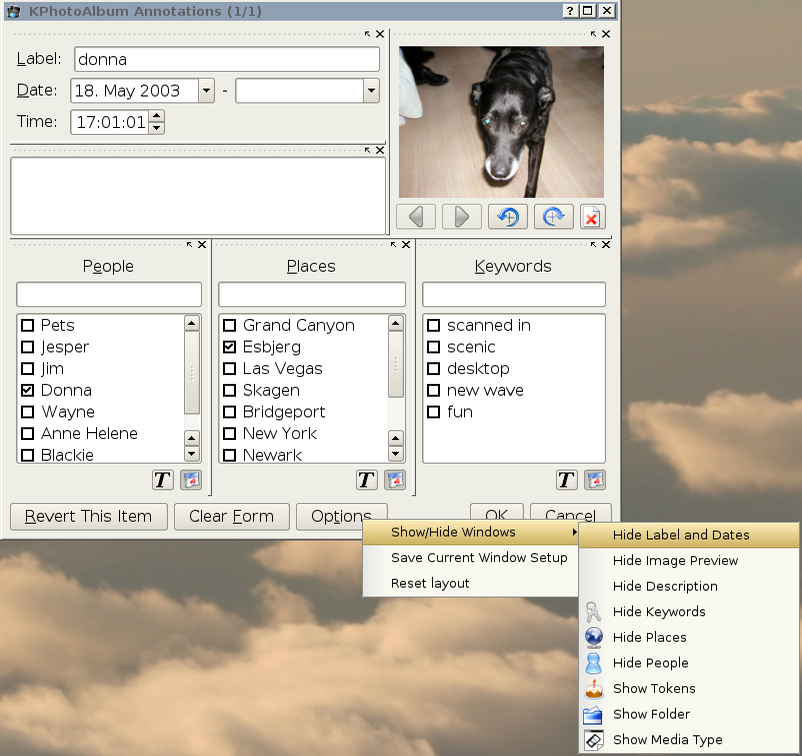 KPhotoAlbum Annotations (1/1)
Label: donna
Date: 18. May 2003 -
Time: 17:01:01
People
Places
Keywords
Pets
Jesper
Jim
Donna
Wayne
Anne Helene
Blackie
Grand Canyon
Esbjerg
Las Vegas
Skagen
Bridgeport
New York
Newark
scanned in
scenic
desktop
new wave
fun
T
T
T
Revert This Item
Clear Form
Options
OK
Cancel
Show/Hide Windows
Save Current Window Setup
Reset layout
Hide Label and Dates
Hide Image Preview
Hide Description
Hide Keywords
Hide Places
Hide People
Show Tokens
Show Folder
Show Media Type